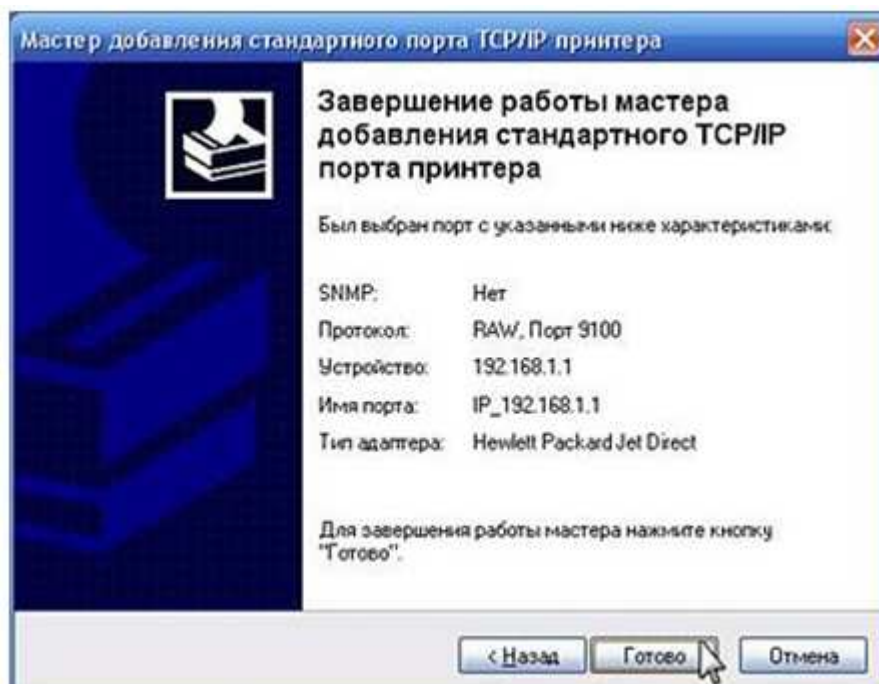 Мастер добавления стандартного порта TCP/IP принтера
Завершение работы мастера
добавления стандартного TCP/IP
порта принтера
Был выбран порт с указанными ниже характеристиками:
SNMP: Нет
Протокол: RAW, Порт 9100
Устройство: 192.168.1.1
Имя порта: IP_192.168.1.1
Тип адаптера: Hewlett Packard Jet Direct
Для завершения работы мастера нажмите кнопку
"Готово".
< Назад Готово Отмена